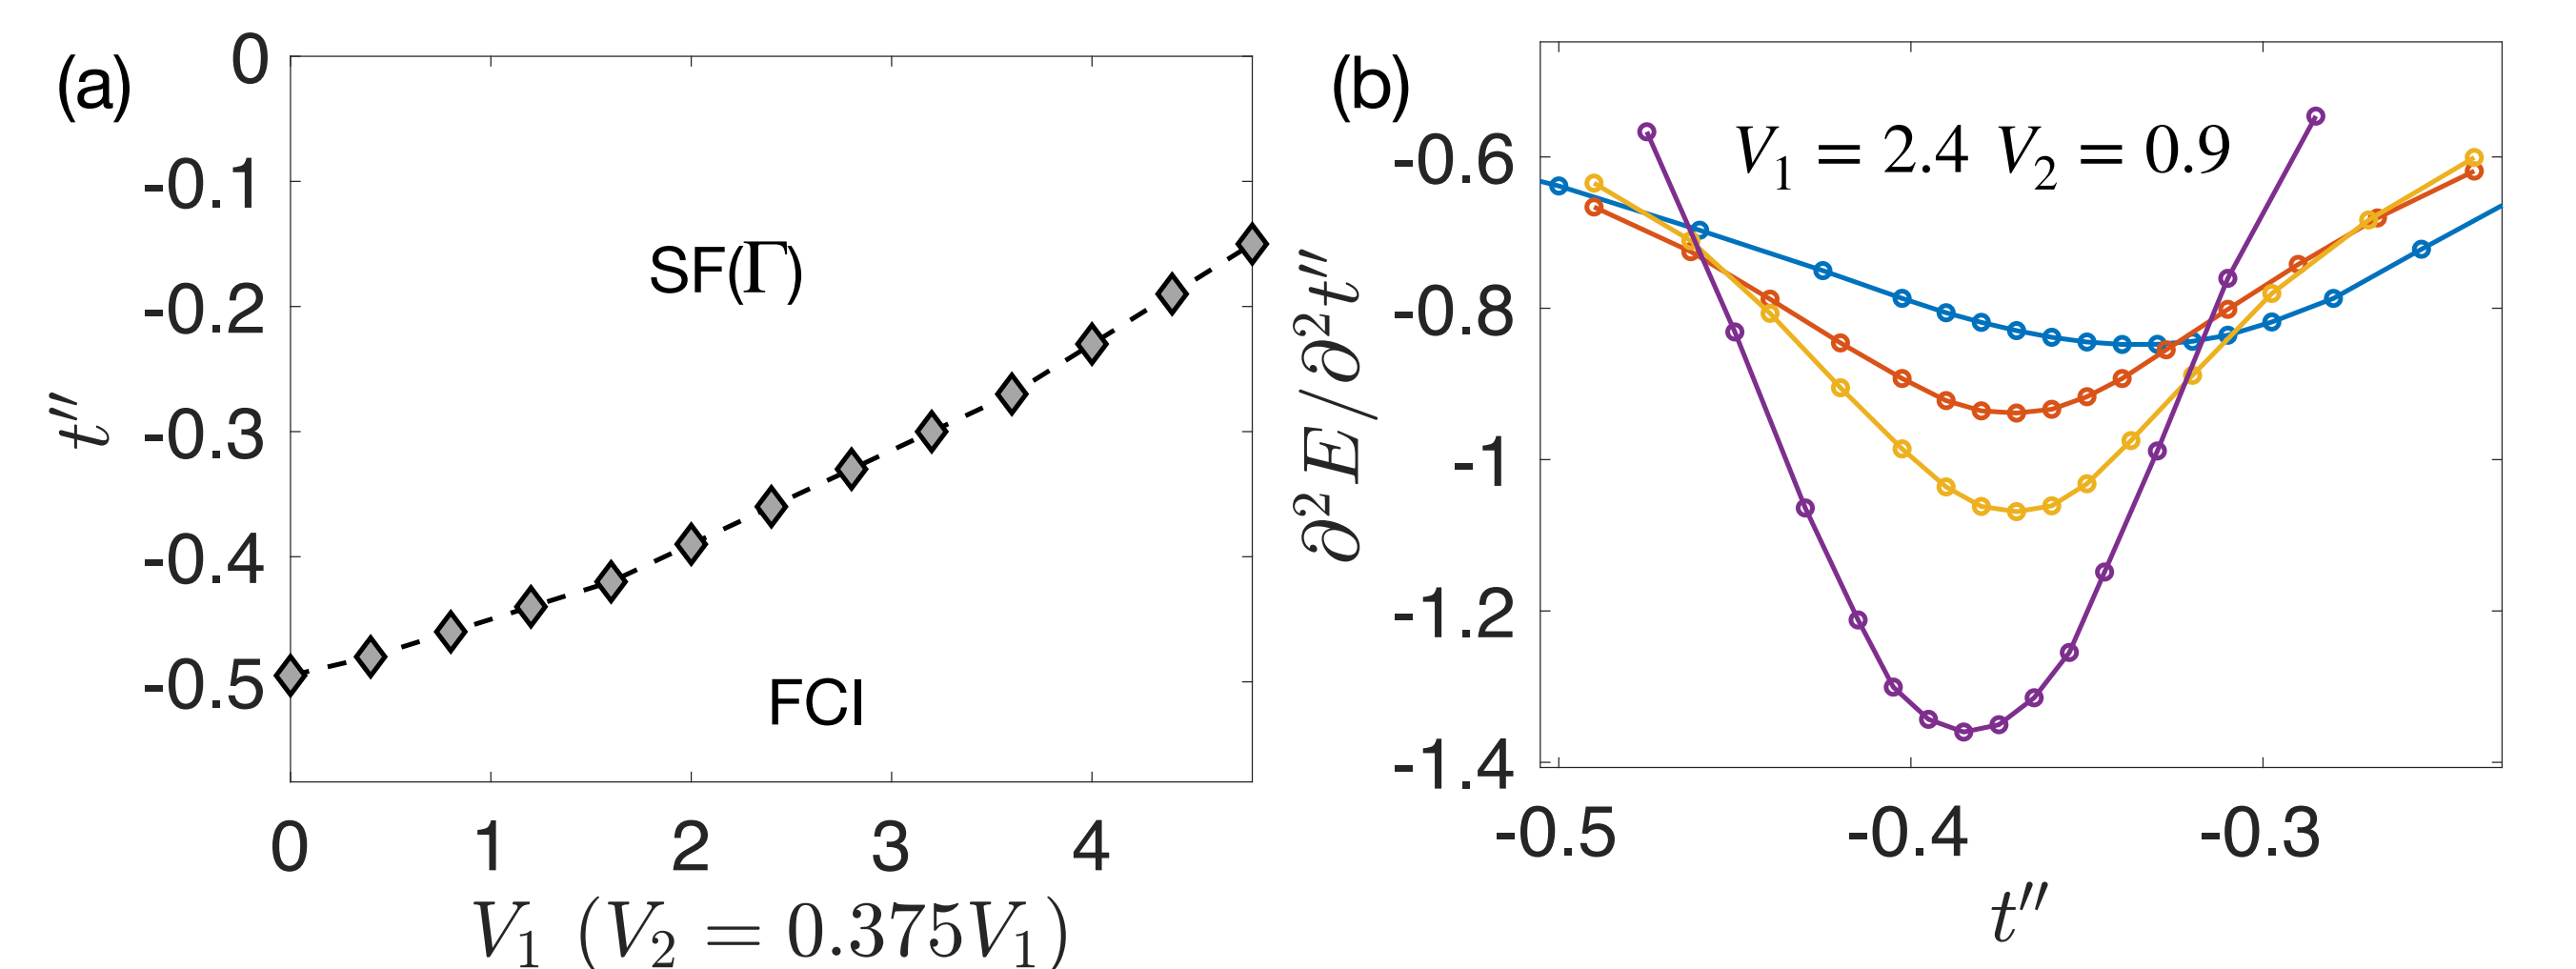 (a)
0
-0.1
-0.2
-0.3
-0.4
-0.5
t″
SF(Γ)
FCI
0 1 2 3 4
V₁ (V₂ = 0.375V₁)
(b)
V₁ = 2.4 V₂ = 0.9
-0.6
-0.8
-1
-1.2
-1.4
∂²E/∂²t″
-0.5 -0.4 -0.3
t″